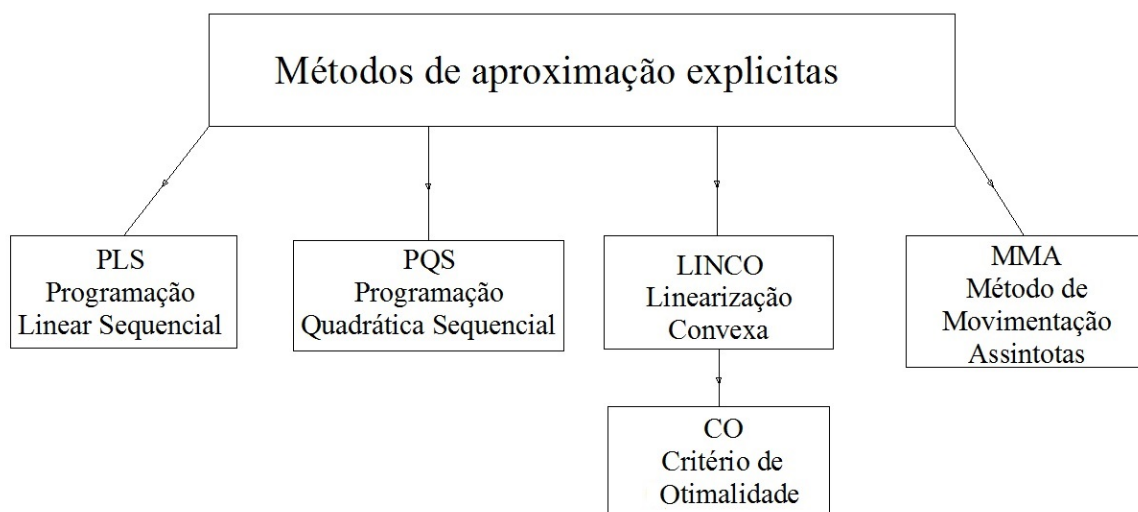 Métodos de aproximação explicitas
PLS
Programação
Linear Sequencial
PQS
Programação
Quadrática Sequencial
LINCO
Linearização
Convexa
MMA
Método de
Movimentação
Assintotas
CO
Critério de
Otimalidade